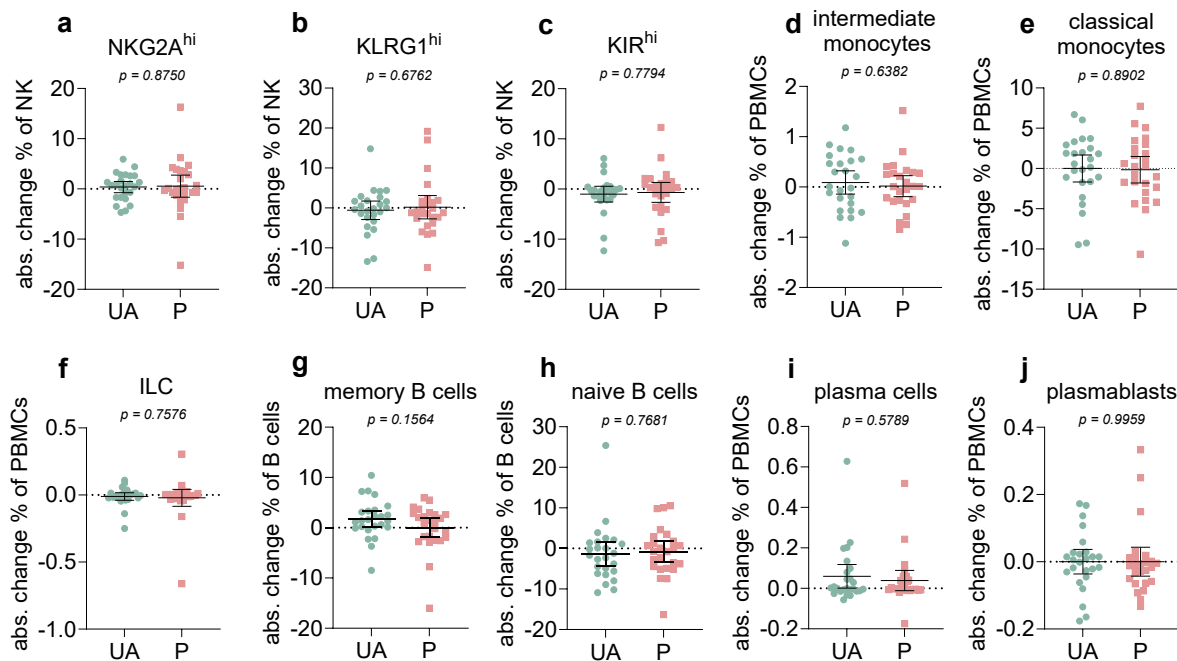 a
NKG2Ahi
p = 0.8750
abs. change % of NK
20
10
0
-10
-20
UA P
b
KLRG1hi
p = 0.6762
abs. change % of NK
30
20
10
0
-10
-20
UA P
c
KIRhi
p = 0.7794
abs. change % of NK
20
10
0
-10
-20
UA P
d
intermediate
monocytes
p = 0.6382
abs. change % of PBMCs
2
1
0
-1
-2
UA P
e
classical
monocytes
p = 0.8902
abs. change % of PBMCs
10
5
0
-5
-10
-15
UA P
f
ILC
p = 0.7576
abs. change % of PBMCs
0.5
0.0
-0.5
-1.0
UA P
g
memory B cells
p = 0.1564
abs. change % of B cells
20
10
0
-10
-20
UA P
h
naive B cells
p = 0.7681
abs. change % of B cells
30
20
10
0
-10
-20
UA P
i
plasma cells
p = 0.5789
abs. change % of PBMCs
0.8
0.6
0.4
0.2
0.0
-0.2
UA P
j
plasmablasts
p = 0.9959
abs. change % of PBMCs
0.4
0.2
0.0
-0.2
UA P